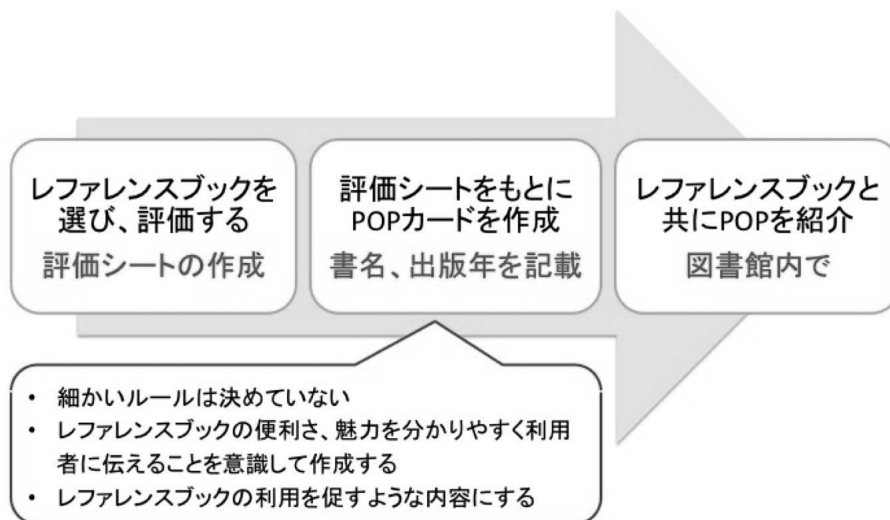 レファレンスブックを
選び、評価する
評価シートの作成
評価シートをもとに
POPカードを作成
書名、出版年を記載
レファレンスブックと
共にPOPを紹介
図書館内で
• 細かいルールは決めていない
• レファレンスブックの便利さ、魅力を分かりやすく利用
者に伝えることを意識して作成する
• レファレンスブックの利用を促すような内容にする